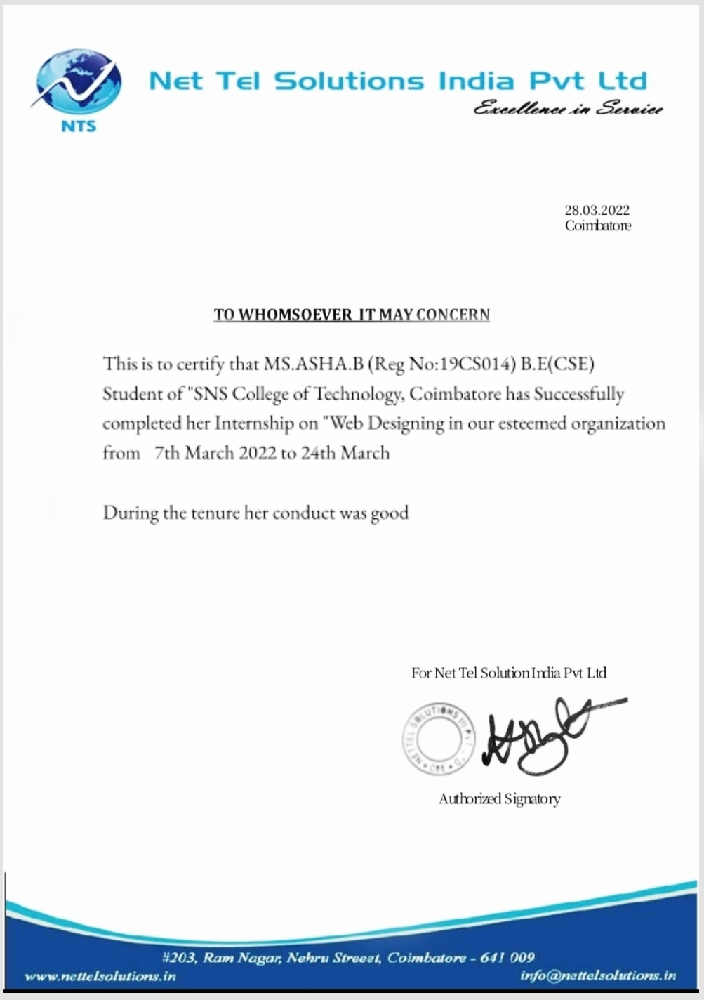 Net Tel Solutions India Pvt Ltd
Excellence in Service
NTS
28.03.2022
Coimbatore
TO WHOMSOEVER IT MAY CONCERN
This is to certify that MS.ASHA.B (Reg No:19CS014) B.E(CSE)
Student of "SNS College of Technology, Coimbatore has Successfully
completed her Internship on "Web Designing in our esteemed organization
from 7th March 2022 to 24th March
During the tenure her conduct was good
For Net Tel Solution India Pvt Ltd
NETTEL SOLUTIONS
CBE
Authorized Signatory
#203, Ram Nagar, Nehru Streeet, Coimbatore - 641 009
www.nettelsolutions.in
info@nettelsolutions.in